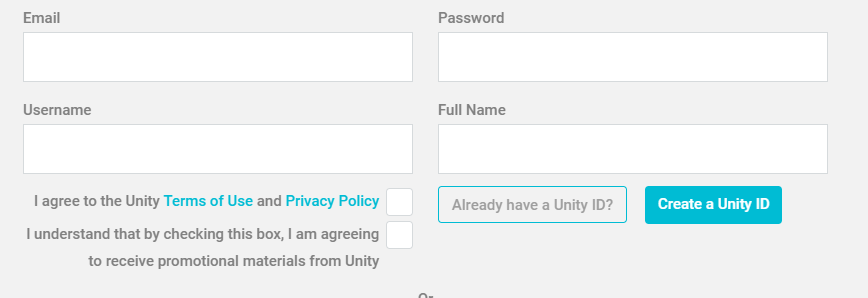 Email
Password
Username
Full Name
I agree to the Unity Terms of Use and Privacy Policy
Already have a Unity ID?
Create a Unity ID
I understand that by checking this box, I am agreeing
to receive promotional materials from Unity
Or